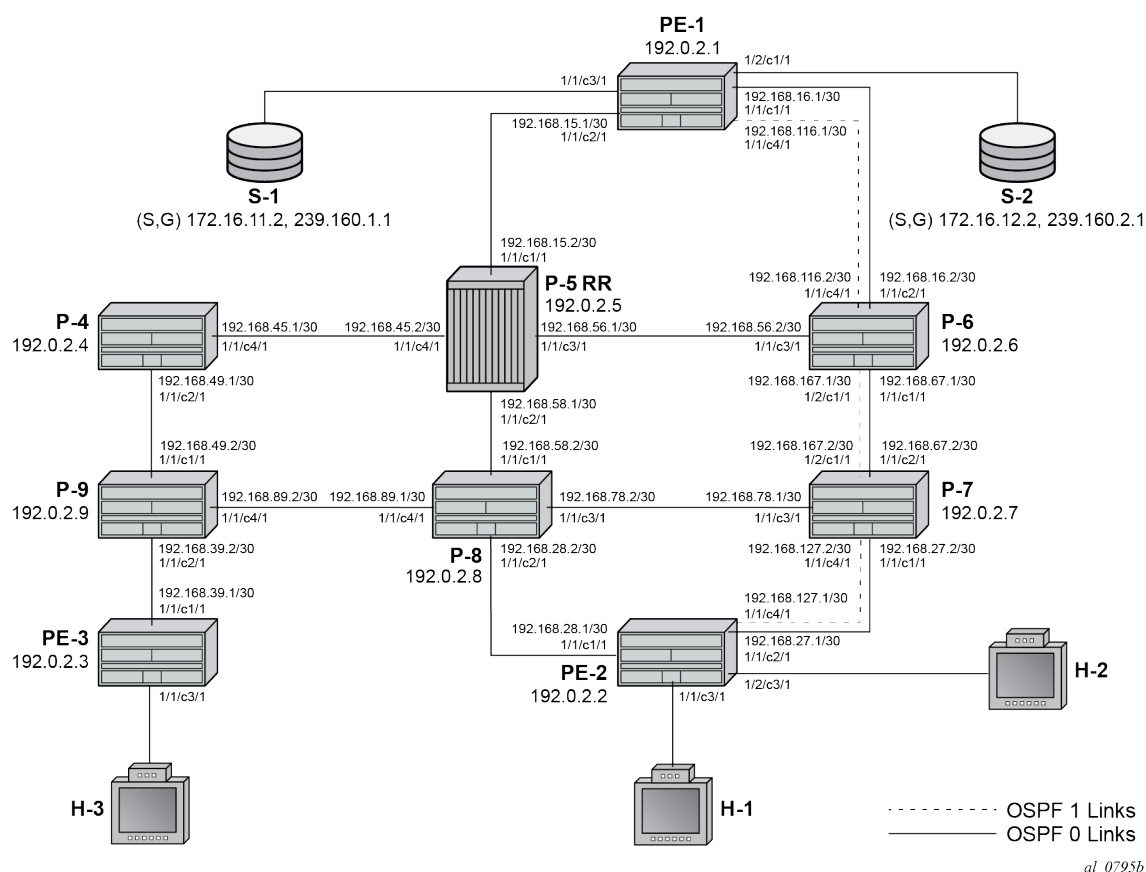 PE-1
192.0.2.1
1/2/c1/1
1/1/c3/1
192.168.16.1/30
1/1/c1/1
192.168.15.1/30
1/1/c2/1
192.168.116.1/30
1/1/c4/1
S-1
(S,G) 172.16.11.2, 239.160.1.1
S-2
(S,G) 172.16.12.2, 239.160.2.1
192.168.15.2/30
1/1/c1/1
P-5 RR
192.0.2.5
192.168.116.2/30
1/1/c4/1
192.168.16.2/30
1/1/c2/1
P-4
192.0.2.4
192.168.45.1/30
1/1/c4/1
192.168.45.2/30
1/1/c4/1
192.168.56.1/30
1/1/c3/1
192.168.56.2/30
1/1/c3/1
P-6
192.0.2.6
192.168.49.1/30
1/1/c2/1
192.168.58.1/30
1/1/c2/1
192.168.167.1/30
1/2/c1/1
192.168.67.1/30
1/1/c1/1
192.168.49.2/30
1/1/c1/1
192.168.58.2/30
1/1/c1/1
192.168.167.2/30
1/2/c1/1
192.168.67.2/30
1/1/c2/1
P-9
192.0.2.9
192.168.89.2/30
1/1/c4/1
192.168.89.1/30
1/1/c4/1
192.168.78.2/30
1/1/c3/1
192.168.78.1/30
1/1/c3/1
P-7
192.0.2.7
192.168.39.2/30
1/1/c2/1
P-8
192.0.2.8
192.168.28.2/30
1/1/c2/1
192.168.127.2/30
1/1/c4/1
192.168.27.2/30
1/1/c1/1
192.168.39.1/30
1/1/c1/1
192.168.127.1/30
1/1/c4/1
PE-3
192.0.2.3
192.168.28.1/30
1/1/c1/1
192.168.27.1/30
1/1/c2/1
PE-2
192.0.2.2
1/2/c3/1
H-2
1/1/c3/1
1/1/c3/1
H-3
H-1
OSPF 1 Links
OSPF 0 Links
al_0795b